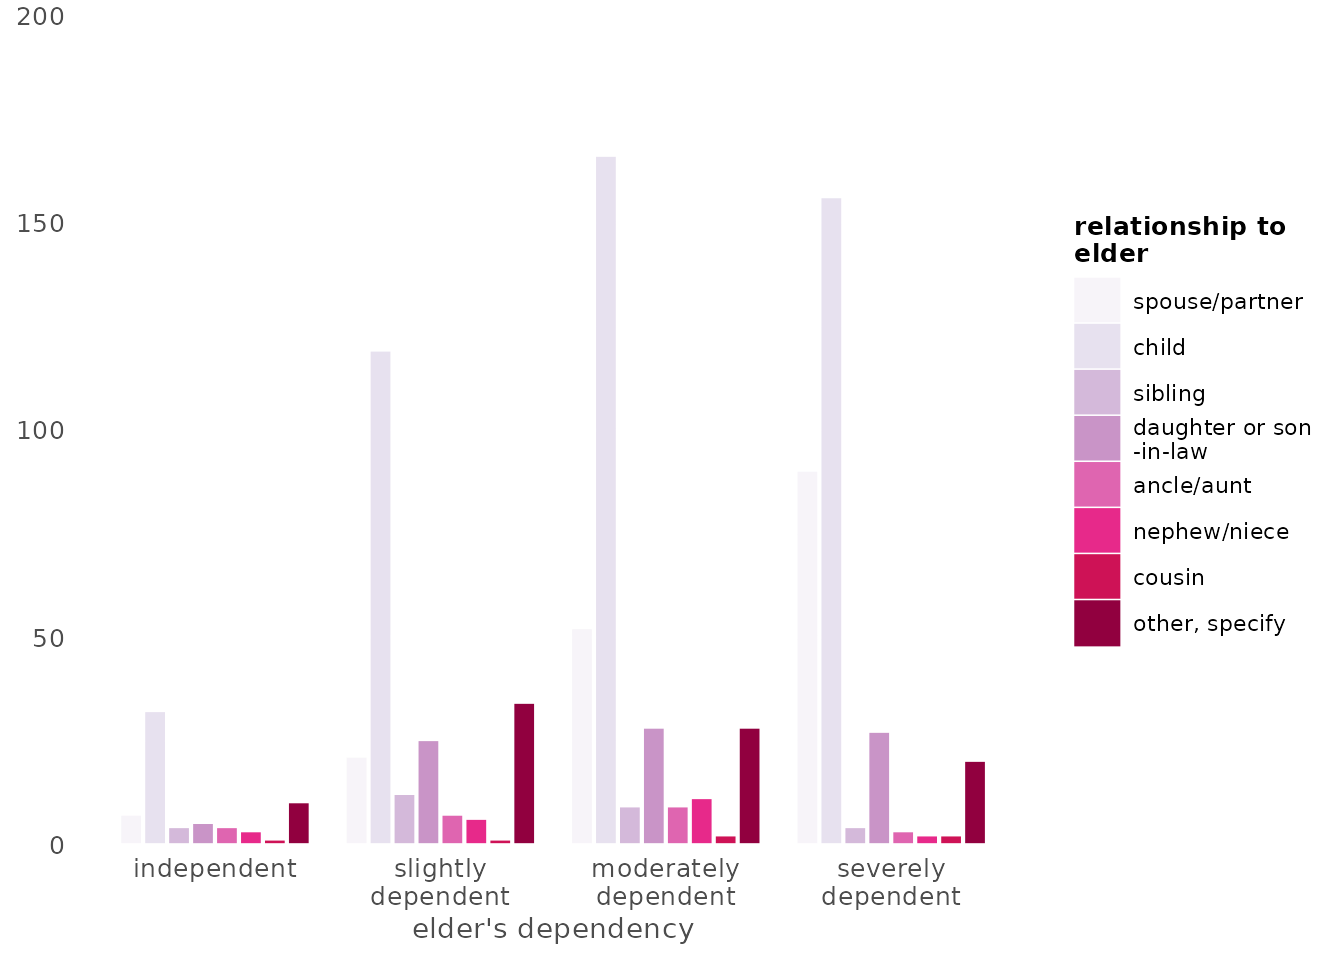 200
150
100
50
0
independent
slightly
dependent
moderately
dependent
severely
dependent
elder's dependency
relationship to
elder
spouse/partner
child
sibling
daughter or son
-in-law
ancle/aunt
nephew/niece
cousin
other, specify